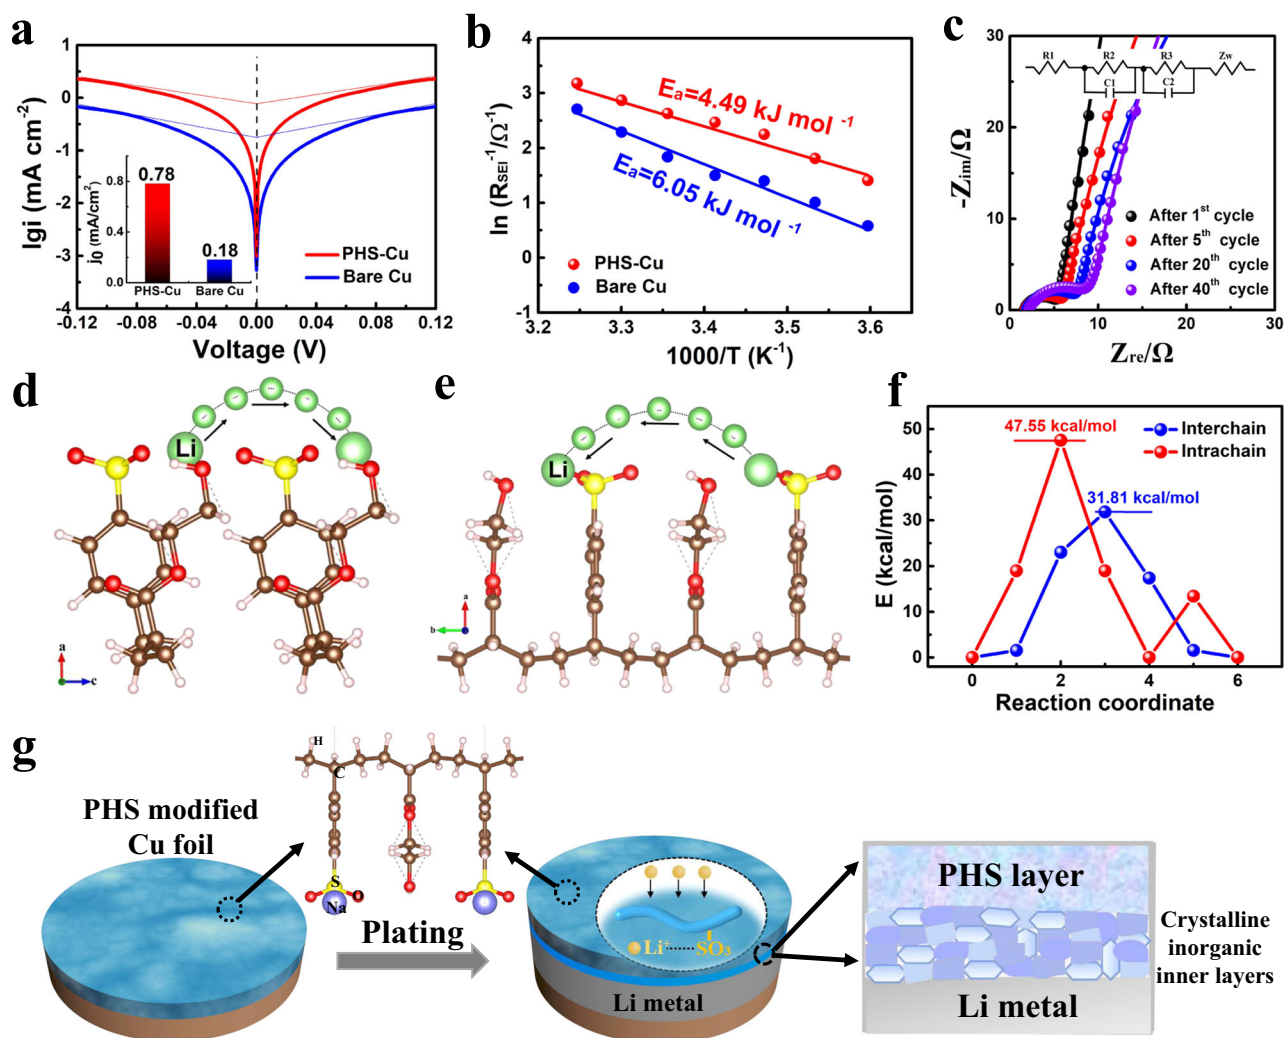 a
lgi (mA cm⁻²)
1
0
-1
-2
-3
-4
-0.12
-0.08
-0.04
0.00
0.04
0.08
0.12
Voltage (V)
PHS-Cu
Bare Cu
j₀ (mA/cm²)
0.8
0.4
0.0
0.78
0.18
PHS-Cu
Bare Cu
b
ln (R_SEI⁻¹/Ω⁻¹)
4
3
2
1
0
-1
3.2
3.3
3.4
3.5
3.6
1000/T (K⁻¹)
Eₐ=4.49 kJ mol ⁻¹
Eₐ=6.05 kJ mol ⁻¹
PHS-Cu
Bare Cu
c
-Z_im/Ω
30
20
10
0
0
10
20
30
Z_re/Ω
R1
R2
C1
R3
C2
Zw
After 1ˢᵗ cycle
After 5ᵗʰ cycle
After 20ᵗʰ cycle
After 40ᵗʰ cycle
d
Li
a
c
e
Li
a
b
f
E (kcal/mol)
50
40
30
20
10
0
0
2
4
6
Reaction coordinate
47.55 kcal/mol
31.81 kcal/mol
Interchain
Intrachain
g
PHS modified
Cu foil
H
C
S
O
Na
Plating
Li⁺
SO₃
Li metal
PHS layer
Li metal
Crystalline
inorganic
inner layers